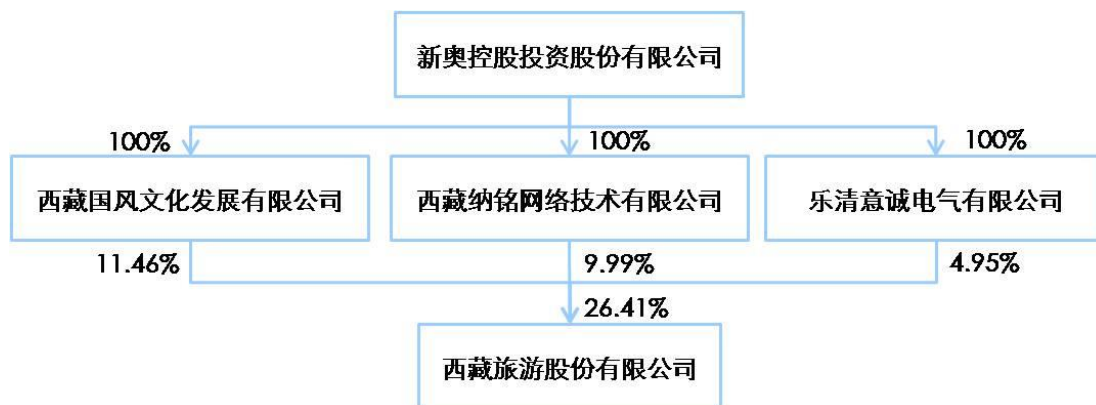 新奥控股投资股份有限公司
100% 100% 100%
西藏国风文化发展有限公司 西藏纳铭网络技术有限公司 乐清意诚电气有限公司
11.46% 9.99% 4.95%
26.41%
西藏旅游股份有限公司